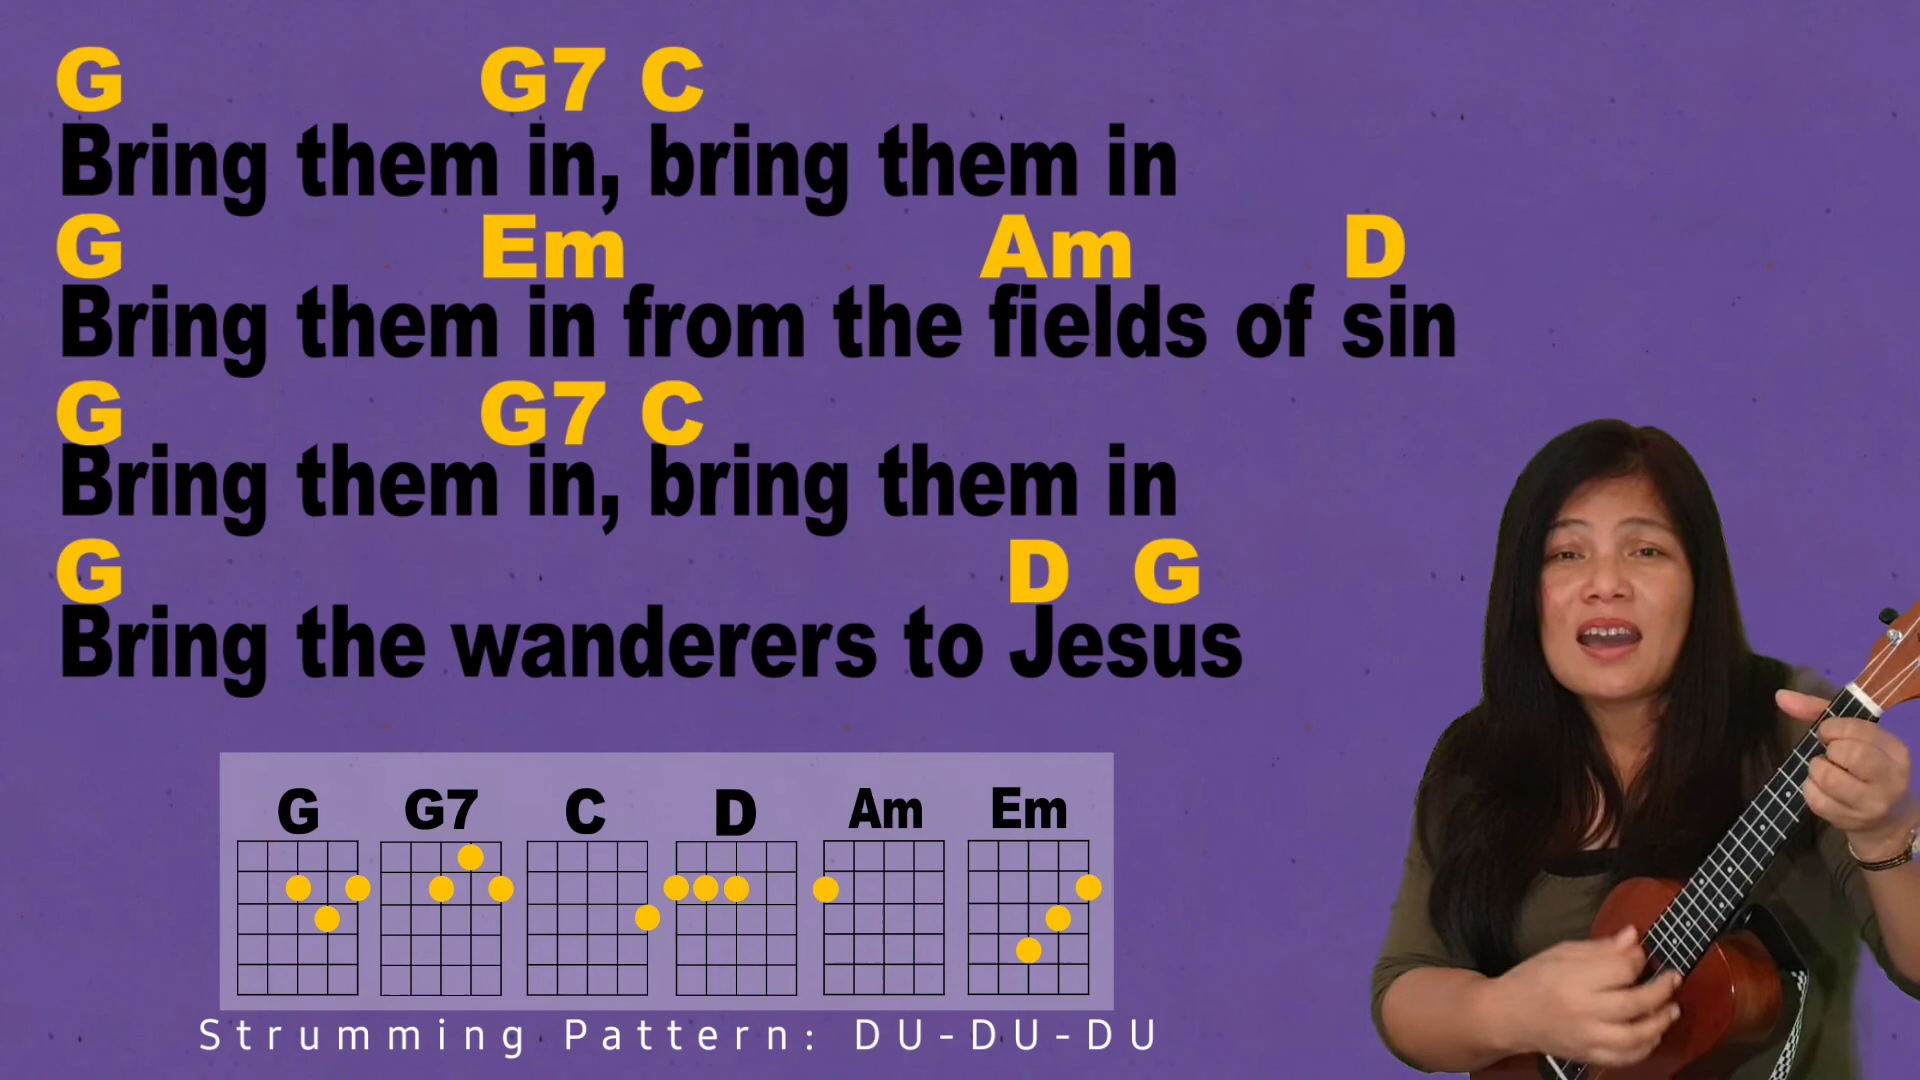 G G7 C
Bring them in, bring them in
G Em Am D
Bring them in from the fields of sin
G G7 C
Bring them in, bring them in
G D G
Bring the wanderers to Jesus
G G7 C D Am Em
Strumming Pattern: DU-DU-DU